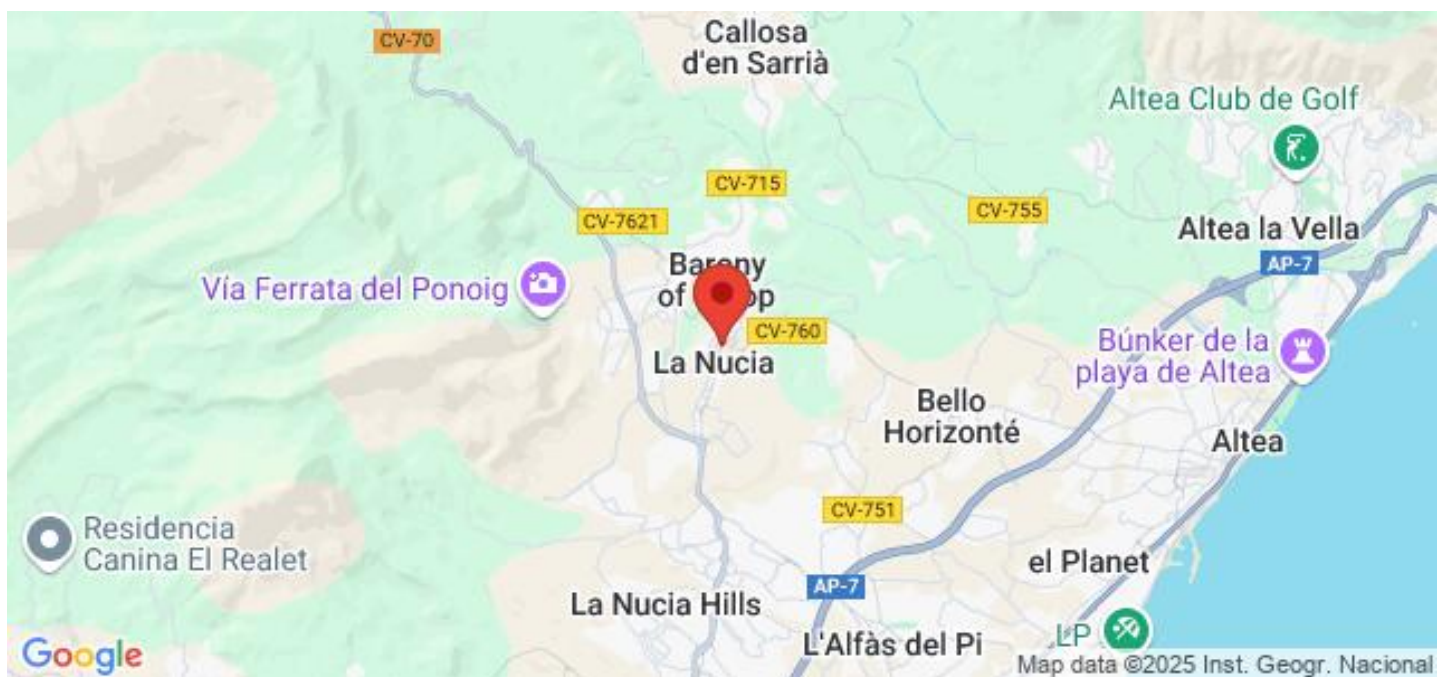 CV-70
Callosa
d'en Sarrià
Altea Club de Golf
CV-715
CV-755
CV-7621
Altea la Vella
AP-7
Vía Ferrata del Ponoig
Barony
of
CV-760
La Nucia
Búnker de la
playa de Altea
Bello
Horizonté
Altea
CV-751
Residencia
Canina El Realet
el Planet
AP-7
La Nucia Hills
L'Alfàs del Pi
LP
Google
Map data ©2025 Inst. Geogr. Nacional